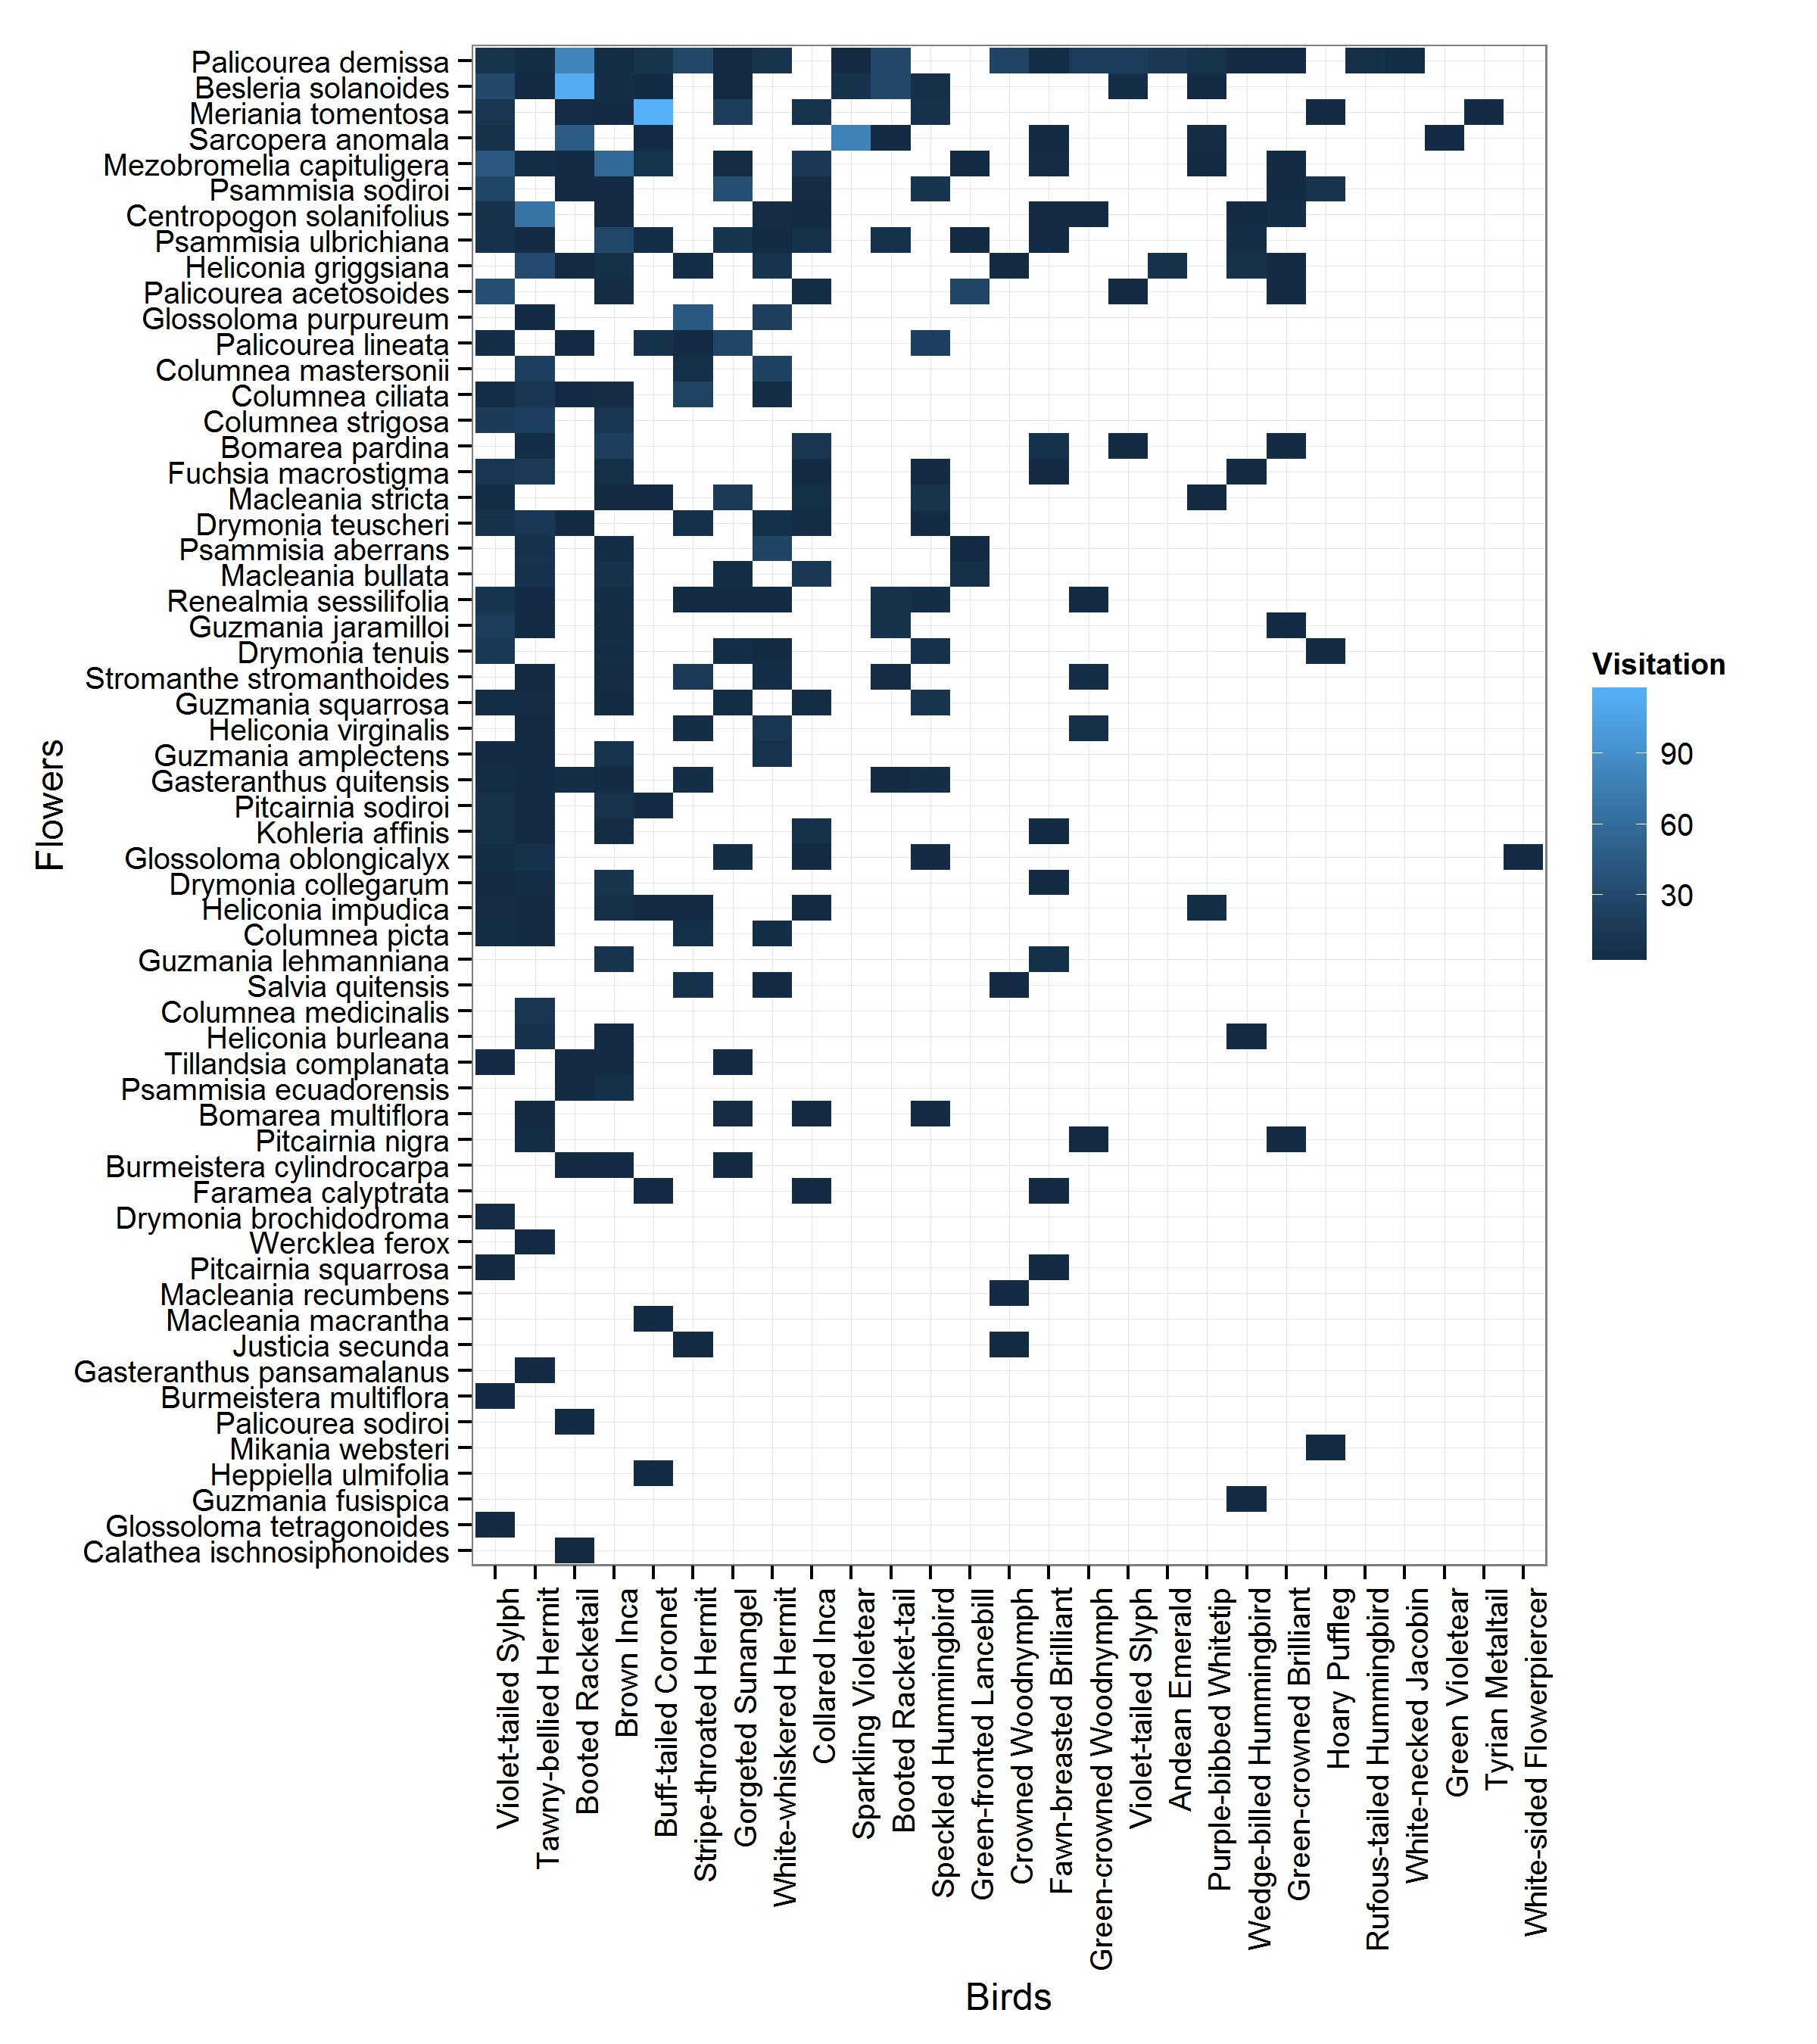 Palicourea demissa
Besleria solanoides
Meriania tomentosa
Sarcopera anomala
Mezobromelia capituligera
Psammisia sodiroi
Centropogon solanifolius
Psammisia ulbrichiana
Heliconia griggsiana
Palicourea acetosoides
Glossoloma purpureum
Palicourea lineata
Columnea mastersonii
Columnea ciliata
Columnea strigosa
Bomarea pardina
Fuchsia macrostigma
Macleania stricta
Drymonia teuscheri
Psammisia aberrans
Macleania bullata
Renealmia sessilifolia
Guzmania jaramilloi
Drymonia tenuis
Stromanthe stromanthoides
Guzmania squarrosa
Heliconia virginalis
Guzmania amplectens
Gasteranthus quitensis
Pitcairnia sodiroi
Kohleria affinis
Glossoloma oblongicalyx
Drymonia collegarum
Heliconia impudica
Columnea picta
Guzmania lehmanniana
Salvia quitensis
Columnea medicinalis
Heliconia burleana
Tillandsia complanata
Psammisia ecuadorensis
Bomarea multiflora
Pitcairnia nigra
Burmeistera cylindrocarpa
Faramea calyptrata
Drymonia brochidodroma
Wercklea ferox
Pitcairnia squarrosa
Macleania recumbens
Macleania macrantha
Justicia secunda
Gasteranthus pansamalanus
Burmeistera multiflora
Palicourea sodiroi
Mikania websteri
Heppiella ulmifolia
Guzmania fusispica
Glossoloma tetragonoides
Calathea ischnosiphonoides
Flowers
Violet-tailed Sylph
Tawny-bellied Hermit
Booted Racketail
Brown Inca
Buff-tailed Coronet
Stripe-throated Hermit
Gorgeted Sunangel
White-whiskered Hermit
Collared Inca
Sparkling Violetear
Booted Racket-tail
Speckled Hummingbird
Green-fronted Lancebill
Crowned Woodnymph
Fawn-breasted Brilliant
Green-crowned Woodnymph
Violet-tailed Slyph
Andean Emerald
Purple-bibbed Whitetip
Wedge-billed Hummingbird
Green-crowned Brilliant
Hoary Puffleg
Rufous-tailed Hummingbird
White-necked Jacobin
Green Violetear
Tyrian Metaltail
White-sided Flowerpiercer
Birds
Visitation
90
60
30